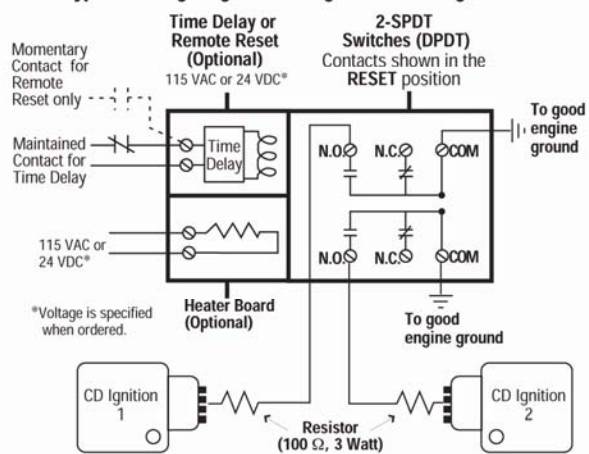 Time Delay or
Remote Reset
(Optional)
115 VAC or 24 VDC*
2-SPDT
Switches (DPDT)
Contacts shown in the
RESET position
Momentary
Contact for
Remote
Reset only
Maintained
Contact for
Time Delay
Time
Delay
N.O.
N.C.
COM
To good
engine
ground
115 VAC or
24 VDC*
N.O.
N.C.
COM
*Voltage is specified
when ordered.
Heater Board
(Optional)
To good
engine ground
CD Ignition
1
Resistor
(100 Ω, 3 Watt)
CD Ignition
2